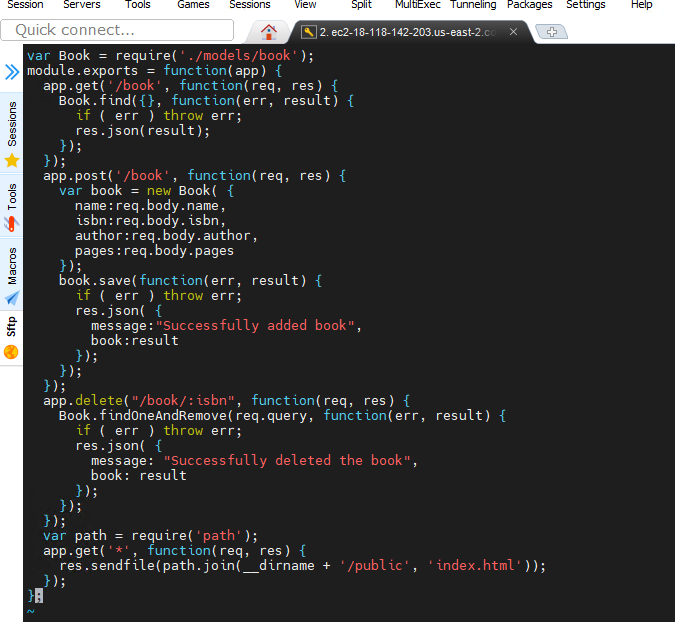 Session Servers Tools Games Sessions View Split MultiExec Tunneling Packages Settings Help
Quick connect...
2. ec2-18-118-142-203.us-east-2.co
Sessions
Tools
Macros
Sftp
var Book = require('./models/book');
module.exports = function(app) {
  app.get('/book', function(req, res) {
    Book.find({}, function(err, result) {
      if ( err ) throw err;
      res.json(result);
    });
  });
  app.post('/book', function(req, res) {
    var book = new Book( {
      name:req.body.name,
      isbn:req.body.isbn,
      author:req.body.author,
      pages:req.body.pages
    });
    book.save(function(err, result) {
      if ( err ) throw err;
      res.json( {
        message:"Successfully added book",
        book:result
      });
    });
  });
  app.delete("/book/:isbn", function(req, res) {
    Book.findOneAndRemove(req.query, function(err, result) {
      if ( err ) throw err;
      res.json( {
        message: "Successfully deleted the book",
        book: result
      });
    });
  });
  var path = require('path');
  app.get('*', function(req, res) {
    res.sendfile(path.join(__dirname + '/public', 'index.html'));
  });
};
~